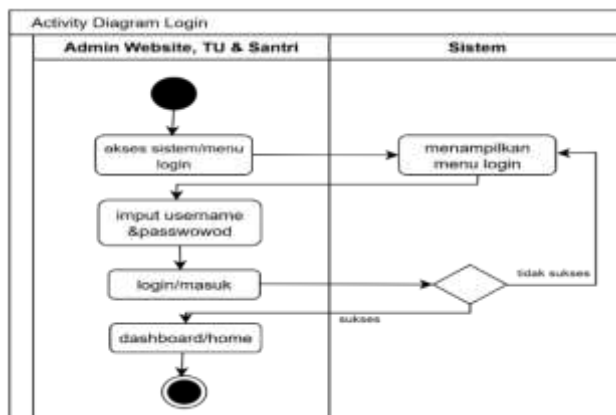 Activity Diagram Login
Admin Website, TU & Santri
Sistem
akses sistem/menu
login
menampilkan
menu login
imput username
&passwowod
login/masuk
tidak sukses
sukses
dashboard/home